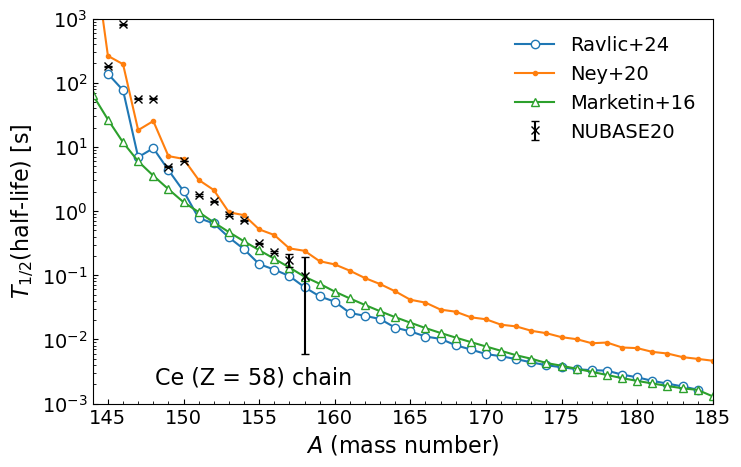 10³
10²
10¹
10⁰
10⁻¹
10⁻²
10⁻³
T₁/₂(half-life) [s]
Ravlic+24
Ney+20
Marketin+16
NUBASE20
Ce (Z = 58) chain
145 150 155 160 165 170 175 180 185
A (mass number)